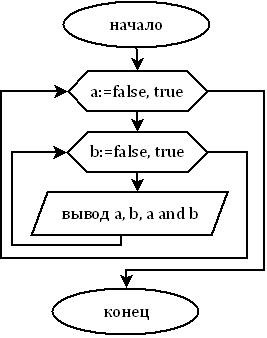 начало
a:=false, true
b:=false, true
вывод a, b, a and b
конец